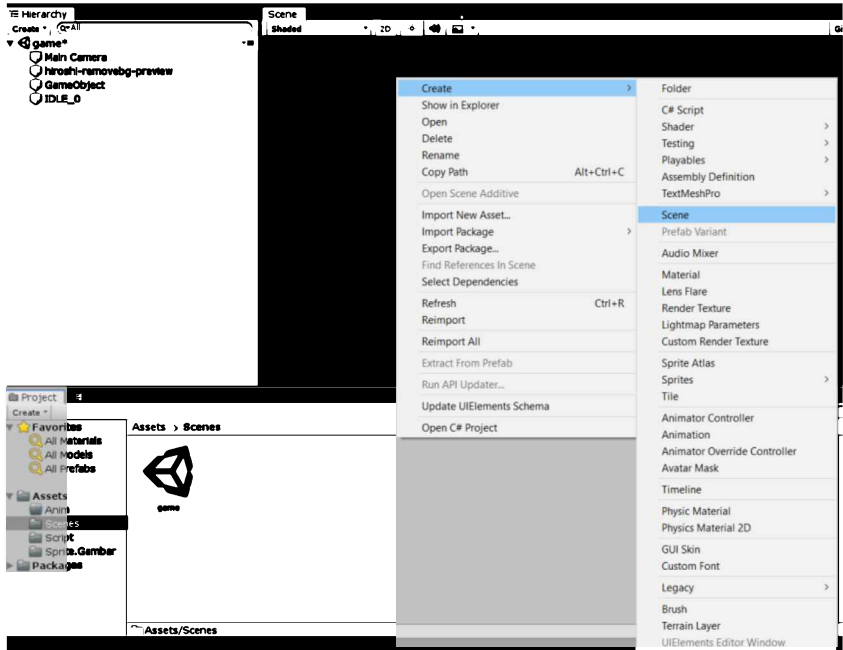 Hierarchy
Create
All
game*
Main Camera
hiroshi-removebg-preview
GameObject
IDLE_0
Scene
Shaded
2D
Gi
Create
Show in Explorer
Open
Delete
Rename
Copy Path Alt+Ctrl+C
Open Scene Additive
Import New Asset...
Import Package
Export Package...
Find References In Scene
Select Dependencies
Refresh Ctrl+R
Reimport
Reimport All
Extract From Prefab
Run API Updater...
Update UIElements Schema
Open C# Project
Folder
C# Script
Shader
Testing
Playables
Assembly Definition
TextMeshPro
Scene
Prefab Variant
Audio Mixer
Material
Lens Flare
Render Texture
Lightmap Parameters
Custom Render Texture
Sprite Atlas
Sprites
Tile
Animator Controller
Animation
Animator Override Controller
Avatar Mask
Timeline
Physic Material
Physics Material 2D
GUI Skin
Custom Font
Legacy
Brush
Terrain Layer
UIElements Editor Window
Project
Create
Favorites
All Materials
All Models
All Prefabs
Assets
Anim
Scenes
Script
Sprite.Gambar
Packages
Assets > Scenes
game
Assets/Scenes